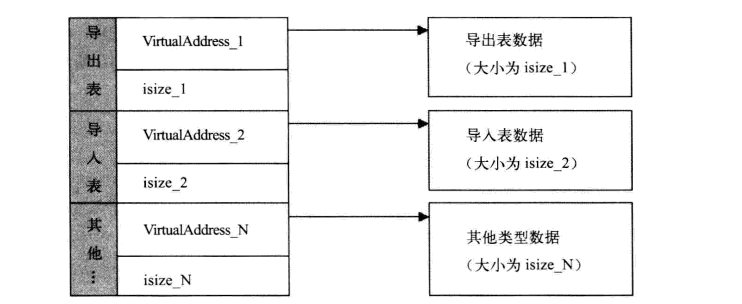 导出表
VirtualAddress_1
isize_1
导出表数据
(大小为 isize_1)
导入表
VirtualAddress_2
isize_2
导入表数据
(大小为 isize_2)
其他…
VirtualAddress_N
isize_N
其他类型数据
(大小为 isize_N)